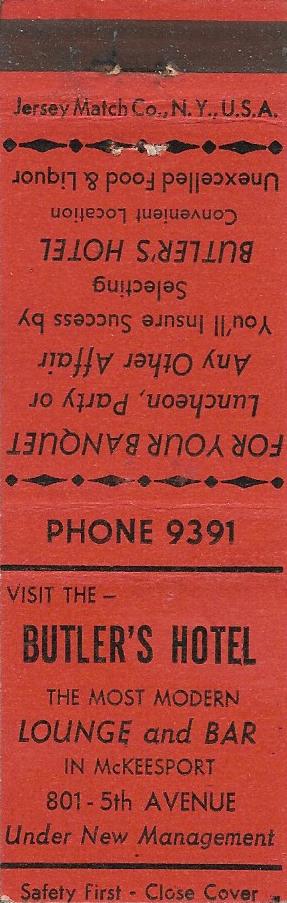 Jersey Match Co., N.Y., U.S.A.
FOR YOUR BANQUET
Luncheon, Party or
Any Other Affair
You'll Insure Success by
Selecting
BUTLER'S HOTEL
Convenient Location
Unexcelled Food & Liquor
PHONE 9391
VISIT THE –
BUTLER'S HOTEL
THE MOST MODERN
LOUNGE and BAR
IN McKEESPORT
801 - 5th AVENUE
Under New Management
Safety First - Close Cover